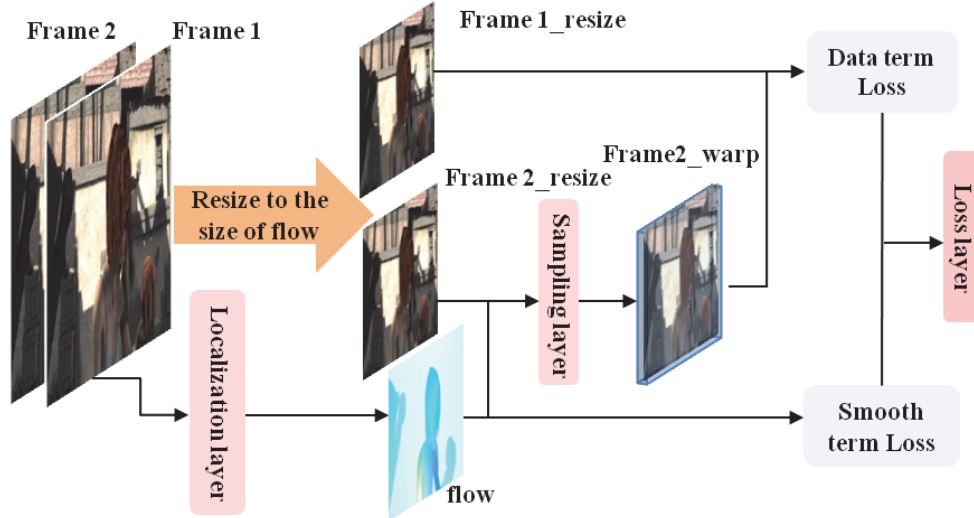 Frame 2
Frame 1
Frame 1_resize
Data term
Loss
Resize to the
size of flow
Frame 2_resize
Frame2_warp
Sampling layer
Loss layer
Localization layer
flow
Smooth
term Loss